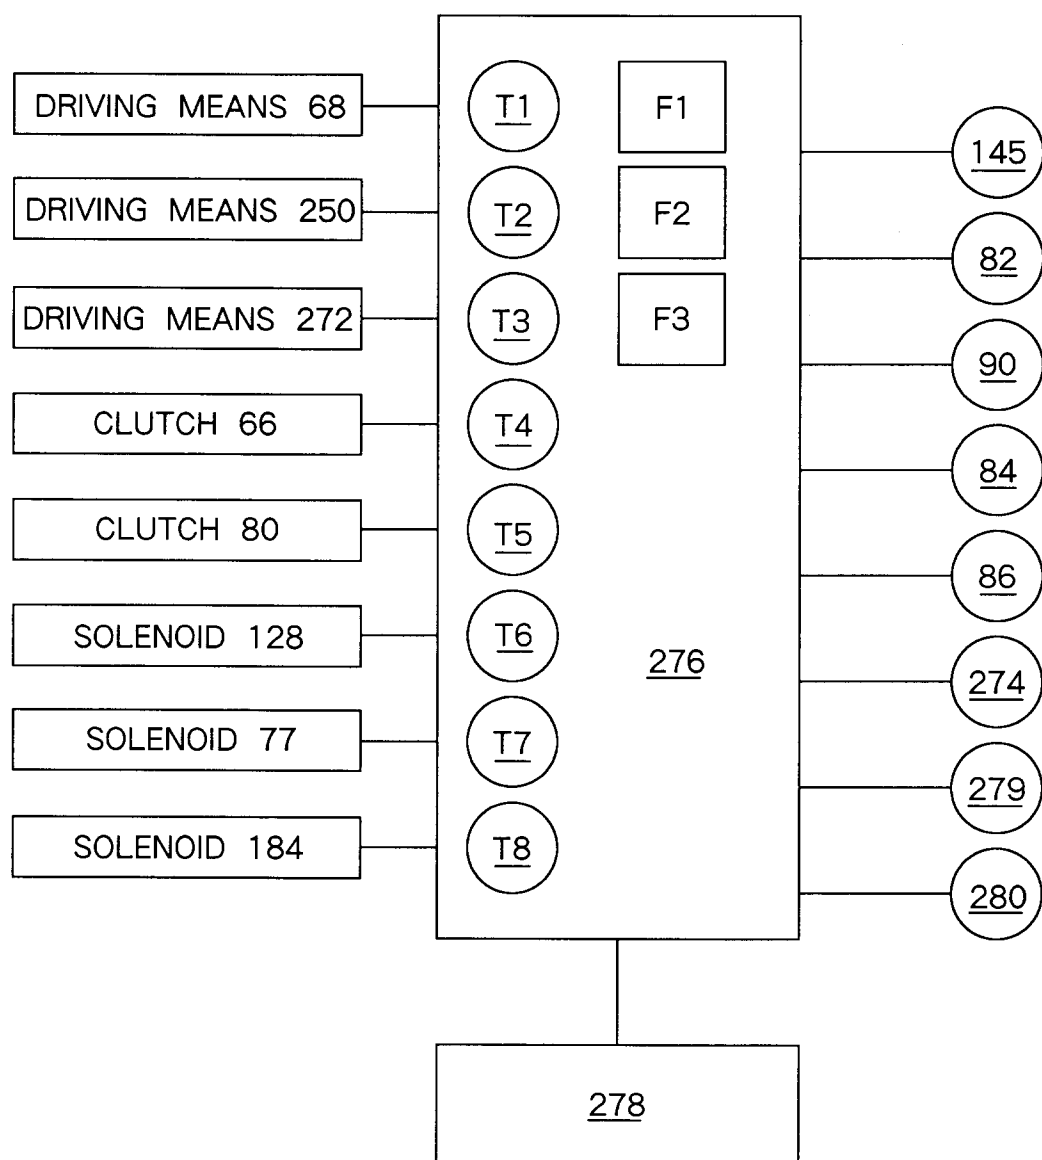 DRIVING MEANS 68
DRIVING MEANS 250
DRIVING MEANS 272
CLUTCH 66
CLUTCH 80
SOLENOID 128
SOLENOID 77
SOLENOID 184
T1
T2
T3
T4
T5
T6
T7
T8
F1
F2
F3
276
145
82
90
84
86
274
279
280
278